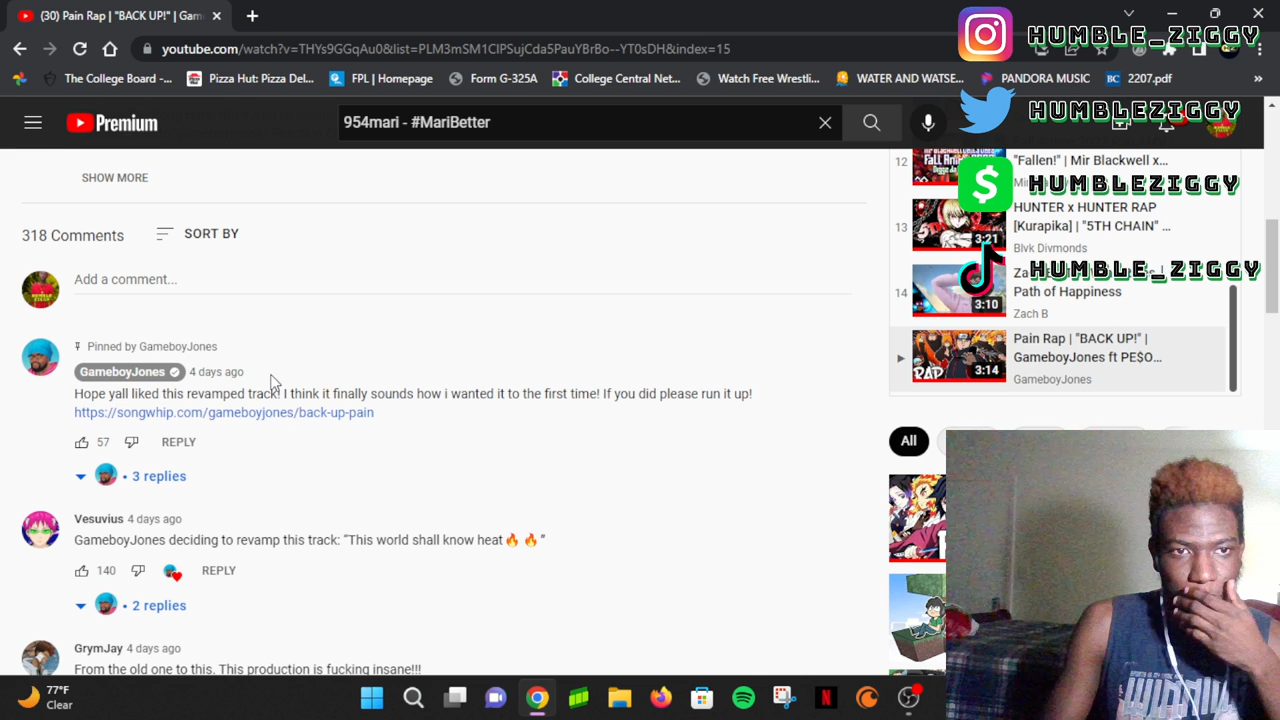 (30) Pain Rap | "BACK UP!" | Gam
youtube.com/watch?v=THYs9GGqAu0&list=PLM3mSM1CIPSujCda5PauYBrBo--YT0sDH&index=15
The College Board -...
Pizza Hut: Pizza Del...
FPL | Homepage
Form G-325A
College Central Net...
Watch Free Wrestli...
WATER AND WATSE...
PANDORA MUSIC
BC 2207.pdf
HUMBLE_ZIGGY
HUMBLEZIGGY
HUMBLEZIGGY
HUMBLE_ZIGGY
Premium
954mari - #MariBetter
SHOW MORE
318 Comments
SORT BY
Add a comment...
Pinned by GameboyJones
GameboyJones 4 days ago
Hope yall liked this revamped track! I think it finally sounds how i wanted it to the first time! If you did please run it up!
https://songwhip.com/gameboyjones/back-up-pain
57 REPLY
• 3 replies
Vesuvius 4 days ago
GameboyJones deciding to revamp this track: “This world shall know heat🔥 🔥”
140 REPLY
• 2 replies
GrymJay 4 days ago
From the old one to this. This production is fucking insane!!!
12
"Fallen!" | Mir Blackwell x...
13
3:21
HUNTER x HUNTER RAP
[Kurapika] | "5TH CHAIN" ...
Blvk Divmonds
14
3:10
Path of Happiness
Zach B
RAP
3:14
Pain Rap | "BACK UP!" |
GameboyJones ft PE$O...
GameboyJones
All
77°F
Clear